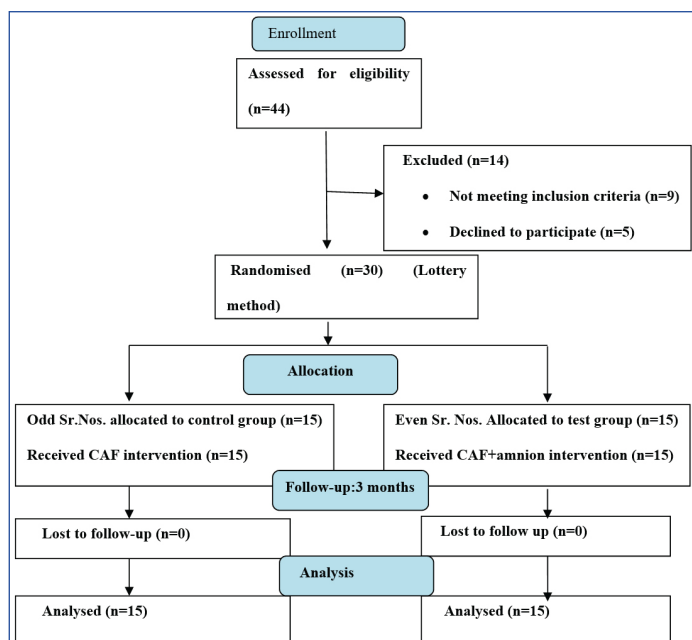 Enrollment
Assessed for eligibility
(n=44)
Excluded (n=14)
• Not meeting inclusion criteria (n=9)
• Declined to participate (n=5)
Randomised (n=30) (Lottery
method)
Allocation
Odd Sr.Nos. allocated to control group (n=15)
Received CAF intervention (n=15)
Even Sr. Nos. Allocated to test group (n=15)
Received CAF+amnion intervention (n=15)
Follow-up:3 months
Lost to follow-up (n=0)
Lost to follow up (n=0)
Analysis
Analysed (n=15)
Analysed (n=15)